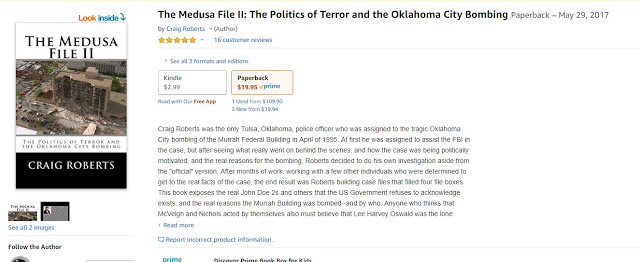 Look inside
The Medusa File II: The Politics of Terror and the Oklahoma City Bombing Paperback – May 29, 2017
by Craig Roberts (Author)
16 customer reviews
The Medusa
File II
The Politics of Terror and
the Oklahoma City Bombing
Craig Roberts
See all 3 formats and editions
Kindle
$2.99
Paperback
$19.95 prime
Read with Our Free App
1 Used from $109.90
3 New from $19.94
Craig Roberts was the only Tulsa, Oklahoma, police officer who was assigned to the tragic Oklahoma
City bombing of the Murrah Federal Building in April of 1995. At first he was assigned to assist the FBI in
the case, but after seeing what really went on behind the scenes, and how the case was being politically
motivated, and the real reasons for the bombing, Roberts decided to do his own investigation aside from
the "official" version. After months of work, working with a few other individuals who were determined to
get to the real facts of the case, the end result was Roberts building case files that filled four file boxes.
This book exposes the real John Doe 2s and others that the US Government refuses to acknowledge
exists, and the real reasons the Murrah Building was bombed--and by who. Anyone who thinks that
McVeigh and Nichols acted by themselves also must believe that Lee Harvey Oswald was the lone
Read more
Report incorrect product information.
The Medusa
File II
See all 2 images
Follow the Author
prime
Discover Prime Book Box for Kids